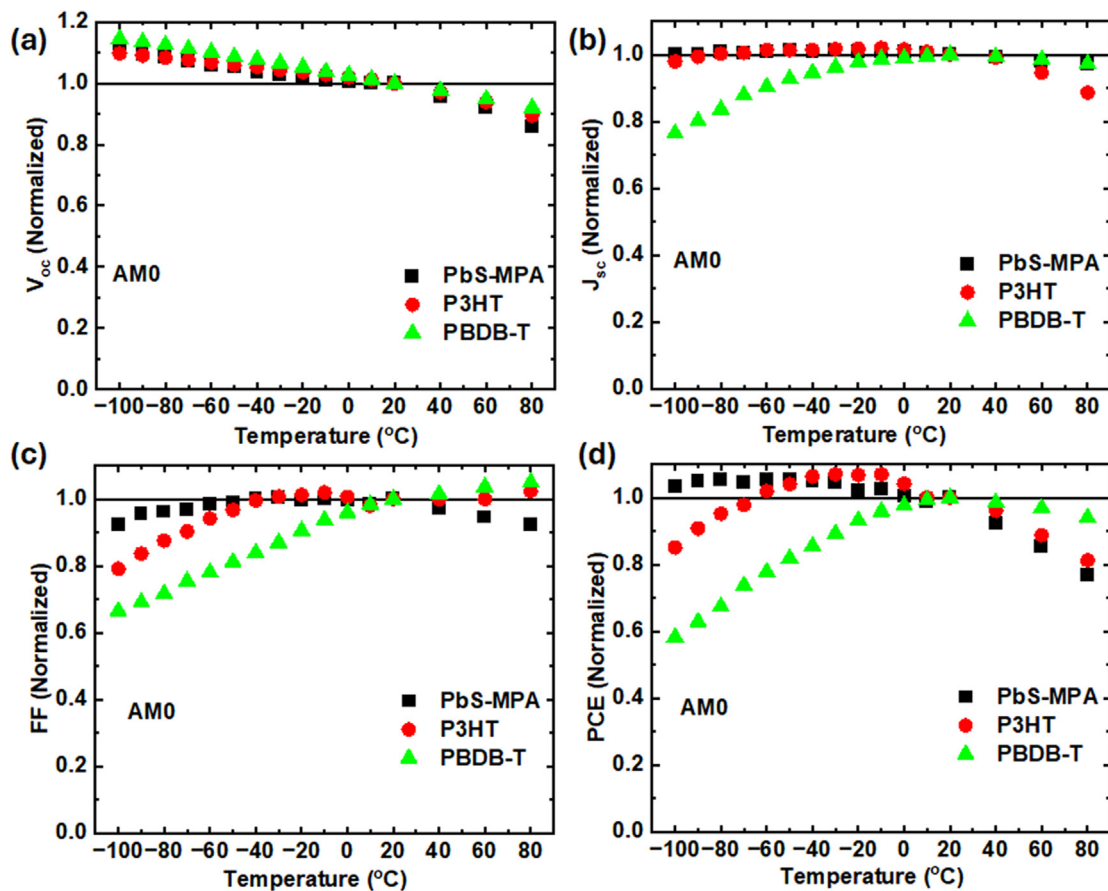 (a)
1.2
1.0
0.8
0.6
0.4
0.2
0.0
Voc (Normalized)
AM0
PbS-MPA
P3HT
PBDB-T
−100 −80 −60 −40 −20 0 20 40 60 80
Temperature (°C)
(b)
1.0
0.8
0.6
0.4
0.2
0.0
Jsc (Normalized)
AM0
PbS-MPA
P3HT
PBDB-T
−100 −80 −60 −40 −20 0 20 40 60 80
Temperature (°C)
(c)
1.0
0.8
0.6
0.4
0.2
0.0
FF (Normalized)
AM0
PbS-MPA
P3HT
PBDB-T
−100 −80 −60 −40 −20 0 20 40 60 80
Temperature (°C)
(d)
1.0
0.8
0.6
0.4
0.2
0.0
PCE (Normalized)
AM0
PbS-MPA
P3HT
PBDB-T
−100 −80 −60 −40 −20 0 20 40 60 80
Temperature (°C)